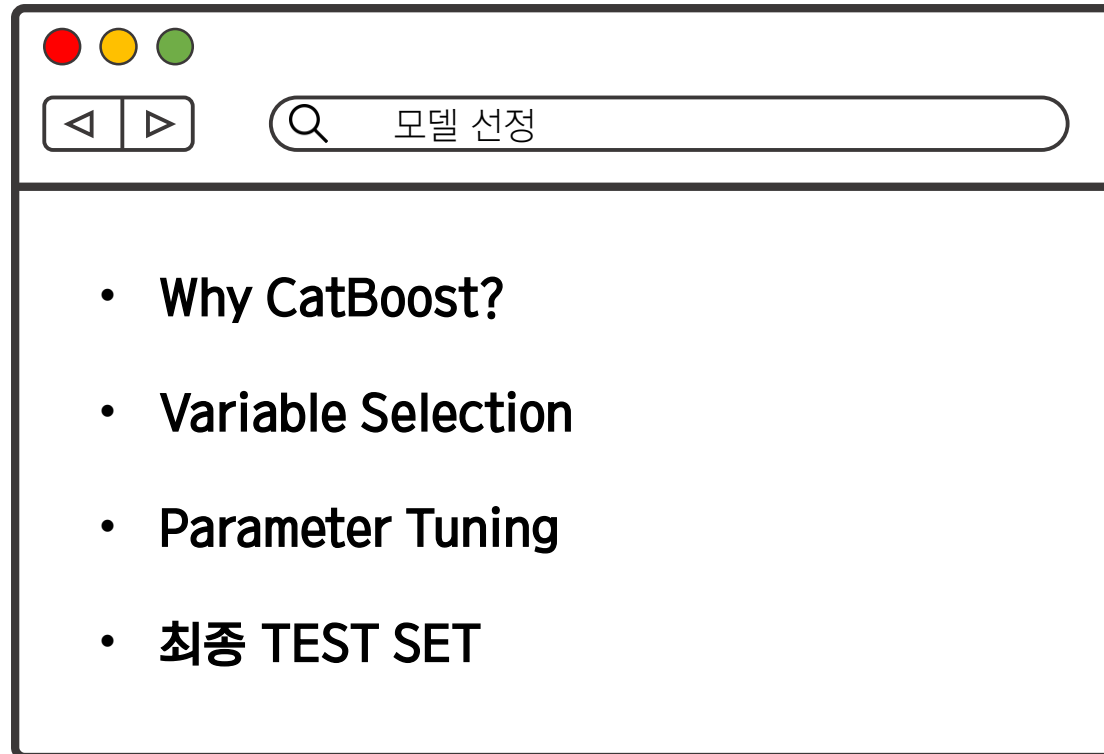 모델 선정
• Why CatBoost?
• Variable Selection
• Parameter Tuning
• 최종 TEST SET